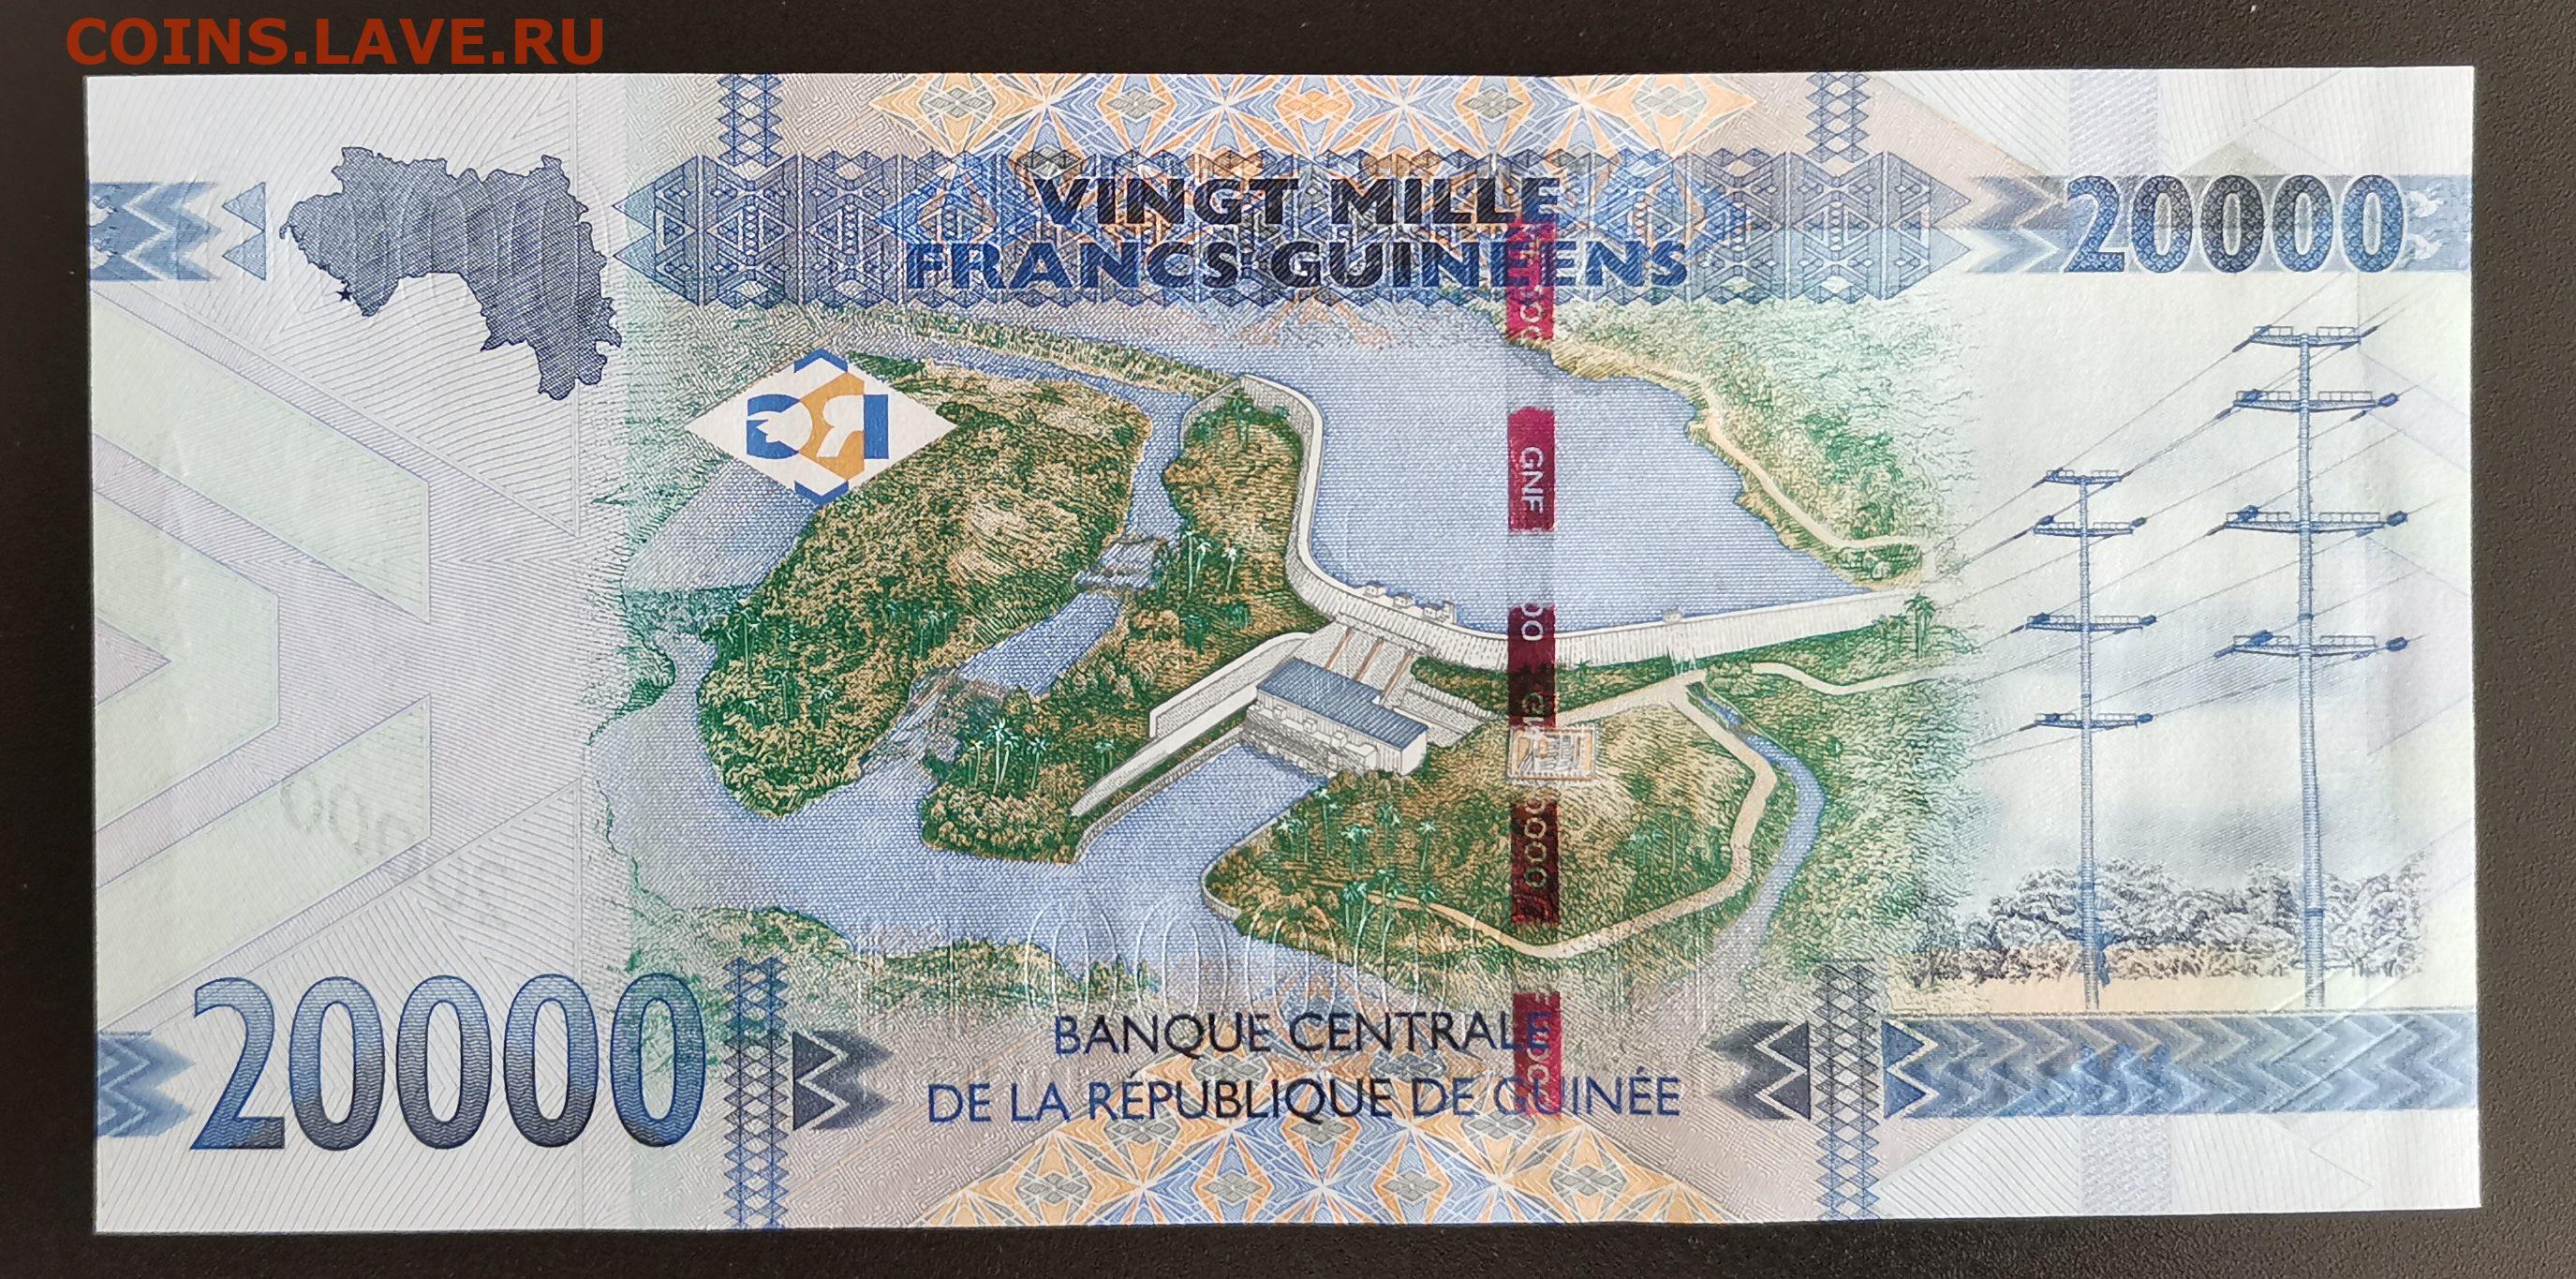 COINS.LAVE.RU
VINGT MILLE
FRANCS GUINÉENS
20000
GNF
20000
BANQUE CENTRALE
DE LA RÉPUBLIQUE DE GUINÉE